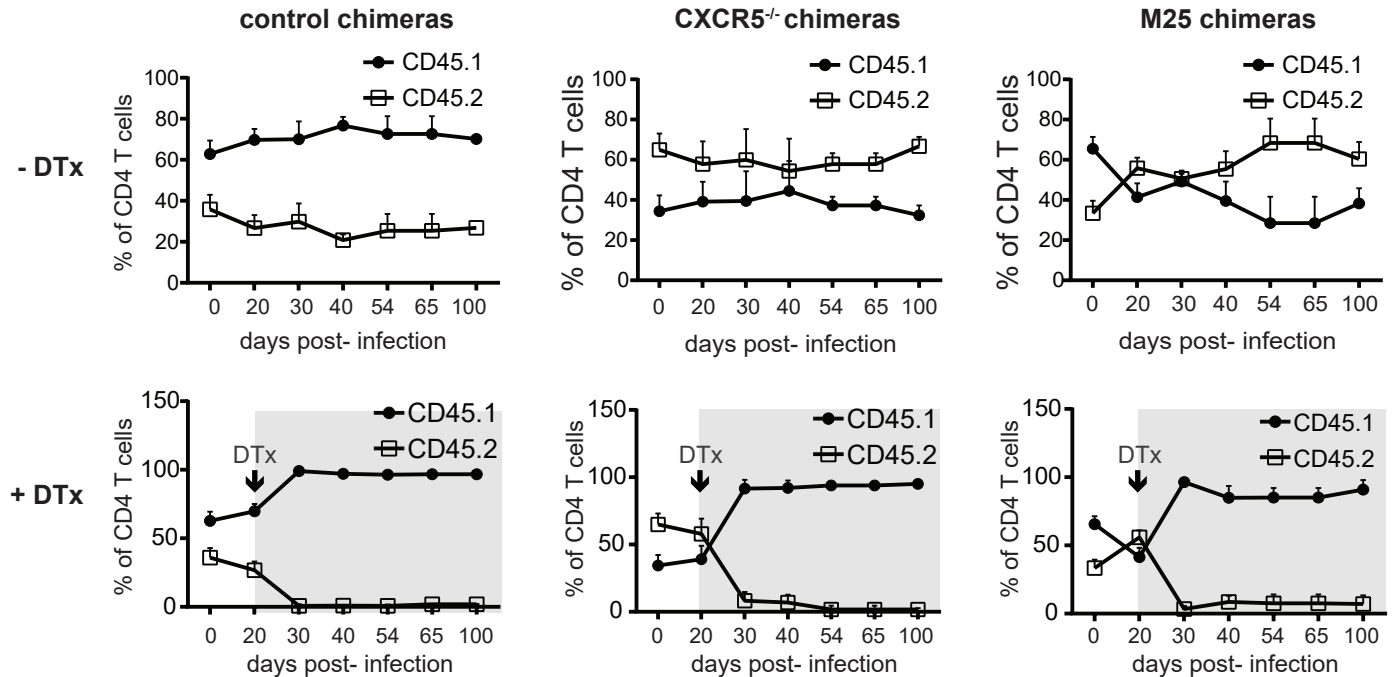 control chimeras
CXCR5-/- chimeras
M25 chimeras
- DTx
% of CD4 T cells
100
80
60
40
20
0
CD45.1
CD45.2
0 20 30 40 54 65 100
days post- infection
% of CD4 T cells
100
80
60
40
20
0
CD45.1
CD45.2
0 20 30 40 54 65 100
days post- infection
% of CD4 T cells
100
80
60
40
20
0
CD45.1
CD45.2
0 20 30 40 54 65 100
days post- infection
+ DTx
% of CD4 T cells
150
100
50
0
DTx
CD45.1
CD45.2
0 20 30 40 54 65 100
days post- infection
% of CD4 T cells
150
100
50
0
DTx
CD45.1
CD45.2
0 20 30 40 54 65 100
days post- infection
% of CD4 T cells
150
100
50
0
DTx
CD45.1
CD45.2
0 20 30 40 54 65 100
days post- infection